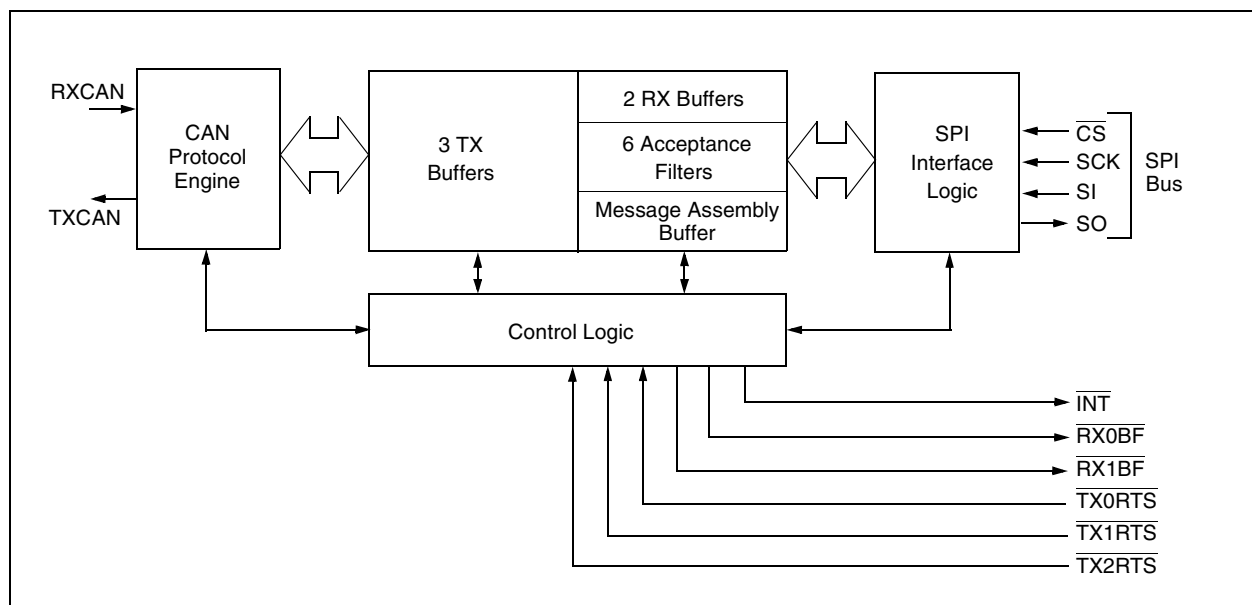 RXCAN
TXCAN
CAN
Protocol
Engine
3 TX
Buffers
2 RX Buffers
6 Acceptance
Filters
Message Assembly
Buffer
SPI
Interface
Logic
CS
SCK
SI
SO
SPI
Bus
Control Logic
INT
RX0BF
RX1BF
TX0RTS
TX1RTS
TX2RTS